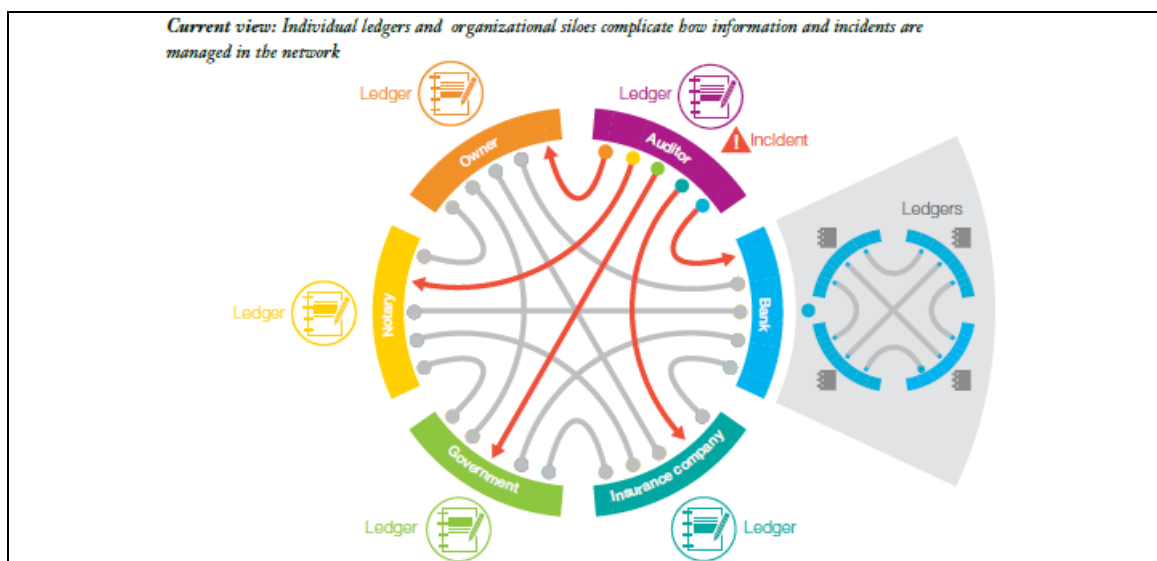 Current view: Individual ledgers and organizational siloes complicate how information and incidents are
managed in the network
Ledger
Ledger
Owner
Auditor
Incident
Ledgers
Ledger
Notary
Bank
Government
Insurance company
Ledger
Ledger